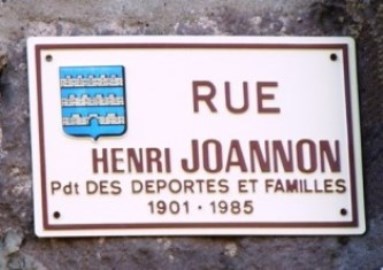 RUE
HENRI JOANNON
Pdt DES DEPORTES ET FAMILLES
1901 · 1985